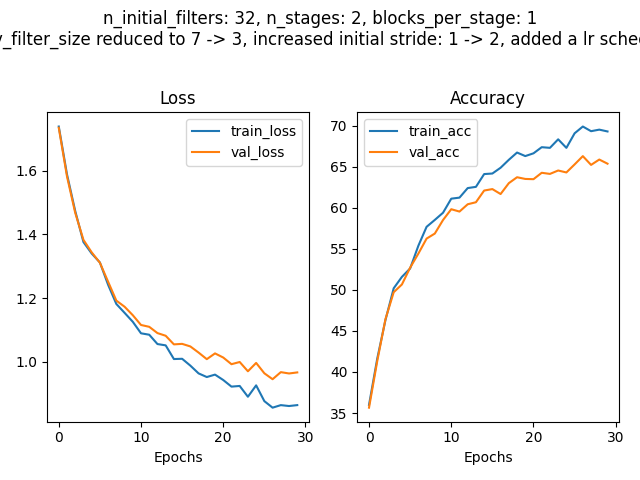 n_initial_filters: 32, n_stages: 2, blocks_per_stage: 1
_filter_size reduced to 7 -> 3, increased initial stride: 1 -> 2, added a lr
Loss
Accuracy
train_loss
val_loss
train_acc
val_acc
1.6
1.4
1.2
1.0
0
10
20
30
Epochs
70
65
60
55
50
45
40
35
0
10
20
30
Epochs